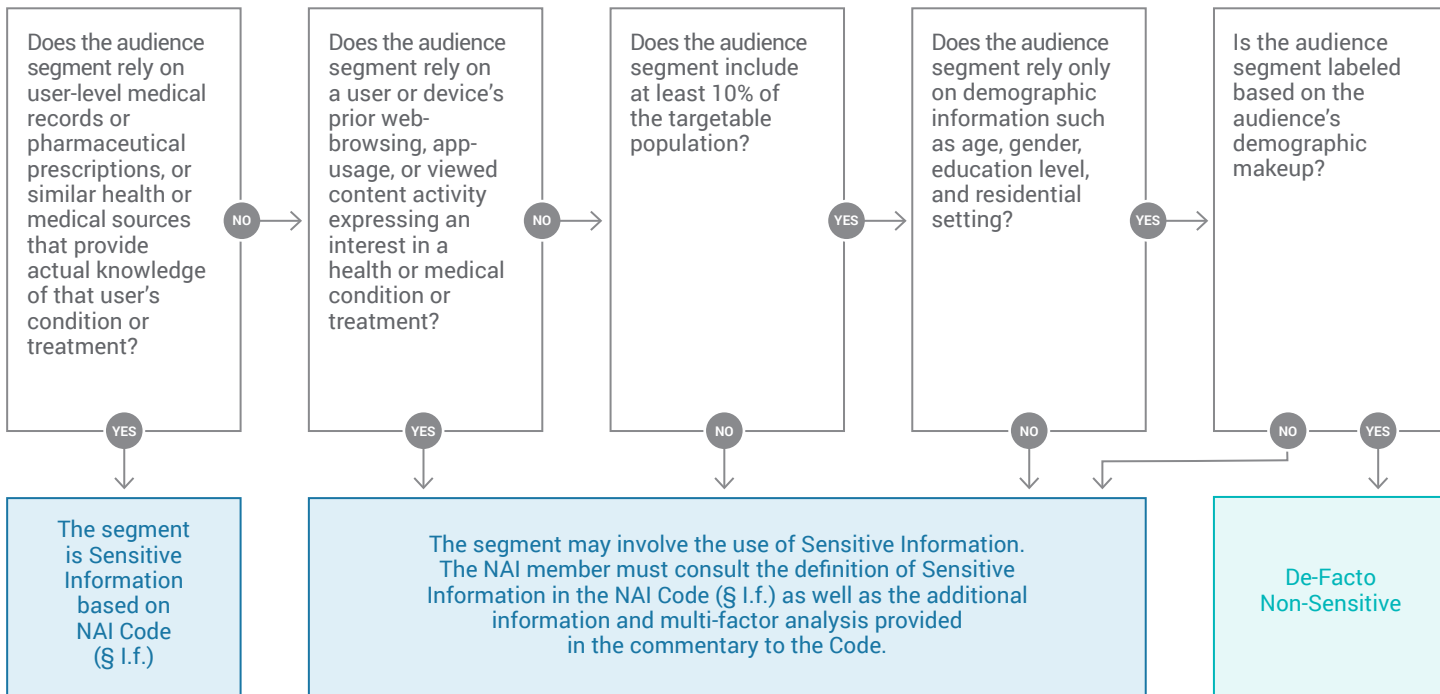 Does the audience
segment rely on
user-level medical
records or
pharmaceutical
prescriptions, or
similar health or
medical sources
that provide
actual knowledge
of that user’s
condition or
treatment?
NO
YES
Does the audience
segment rely on
a user or device’s
prior web-
browsing, app-
usage, or viewed
content activity
expressing an
interest in a
health or medical
condition or
treatment?
NO
YES
Does the audience
segment include
at least 10% of
the targetable
population?
YES
NO
Does the audience
segment rely only
on demographic
information such
as age, gender,
education level,
and residential
setting?
YES
NO
Is the audience
segment labeled
based on the
audience’s
demographic
makeup?
NO
YES
The segment
is Sensitive
Information
based on
NAI Code
(§ I.f.)
The segment may involve the use of Sensitive Information.
The NAI member must consult the definition of Sensitive
Information in the NAI Code (§ I.f.) as well as the additional
information and multi-factor analysis provided
in the commentary to the Code.
De-Facto
Non-Sensitive